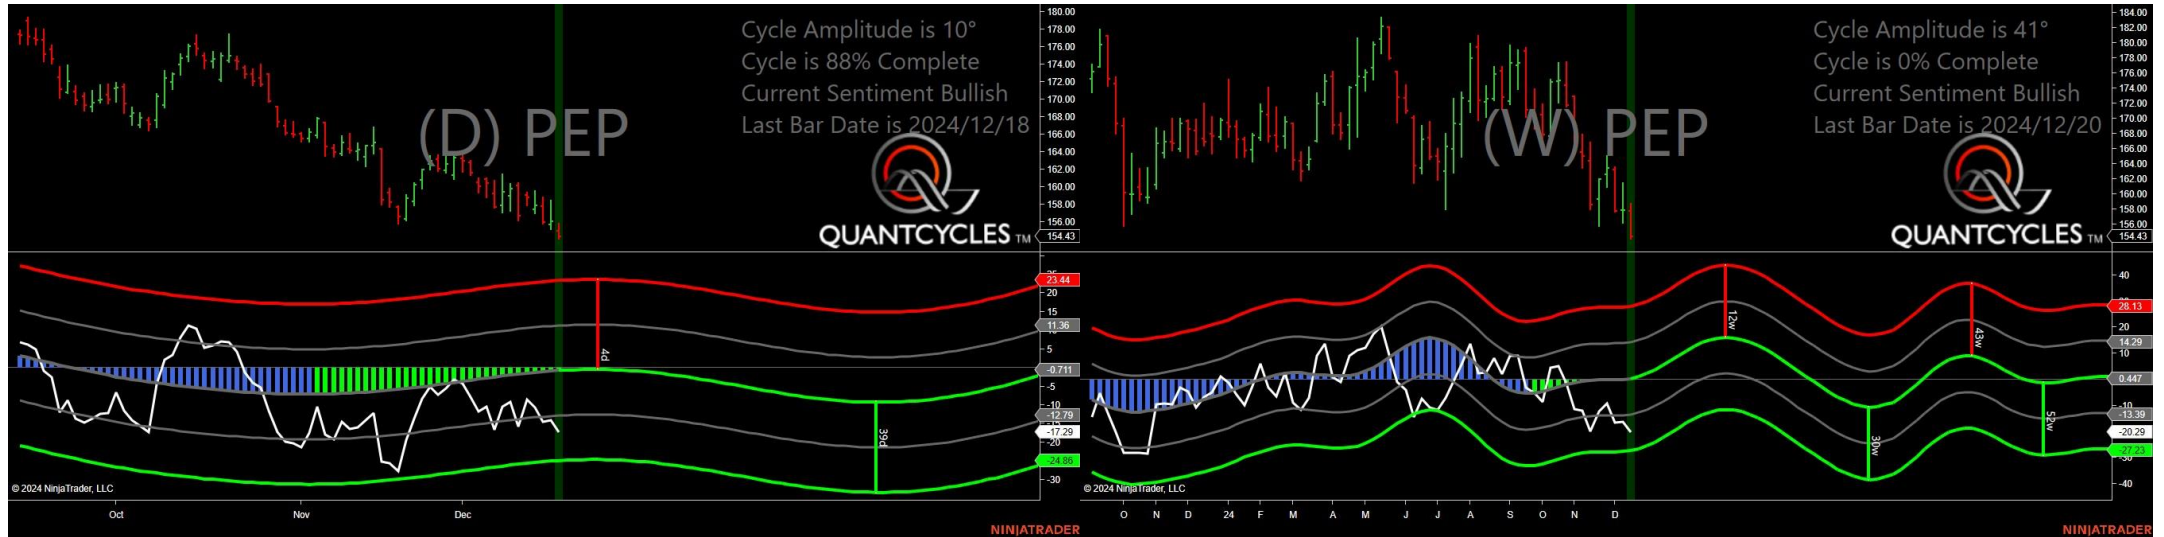 Cycle Amplitude is 10°
Cycle is 88% Complete
Current Sentiment Bullish
Last Bar Date is 2024/12/18
(D) PEP
QUANTCYCLES TM
180.00
178.00
176.00
174.00
172.00
170.00
168.00
166.00
164.00
162.00
160.00
158.00
156.00
154.43
23.44
20
15
11.36
5
-0.711
-5
-10
-12.79
-17.29
-20
-24.86
-30
4d
39d
© 2024 NinjaTrader, LLC
Oct Nov Dec
NINJATRADER
Cycle Amplitude is 41°
Cycle is 0% Complete
Current Sentiment Bullish
Last Bar Date is 2024/12/20
(W) PEP
QUANTCYCLES TM
184.00
182.00
180.00
178.00
176.00
174.00
172.00
170.00
168.00
166.00
164.00
162.00
160.00
158.00
156.00
154.43
40
28.13
20
14.29
10
0.447
-10
-13.39
-20.29
-27.23
-30
-40
12w
30w
43w
52w
© 2024 NinjaTrader, LLC
O N D 24 F M A M J J A S O N D
NINJATRADER